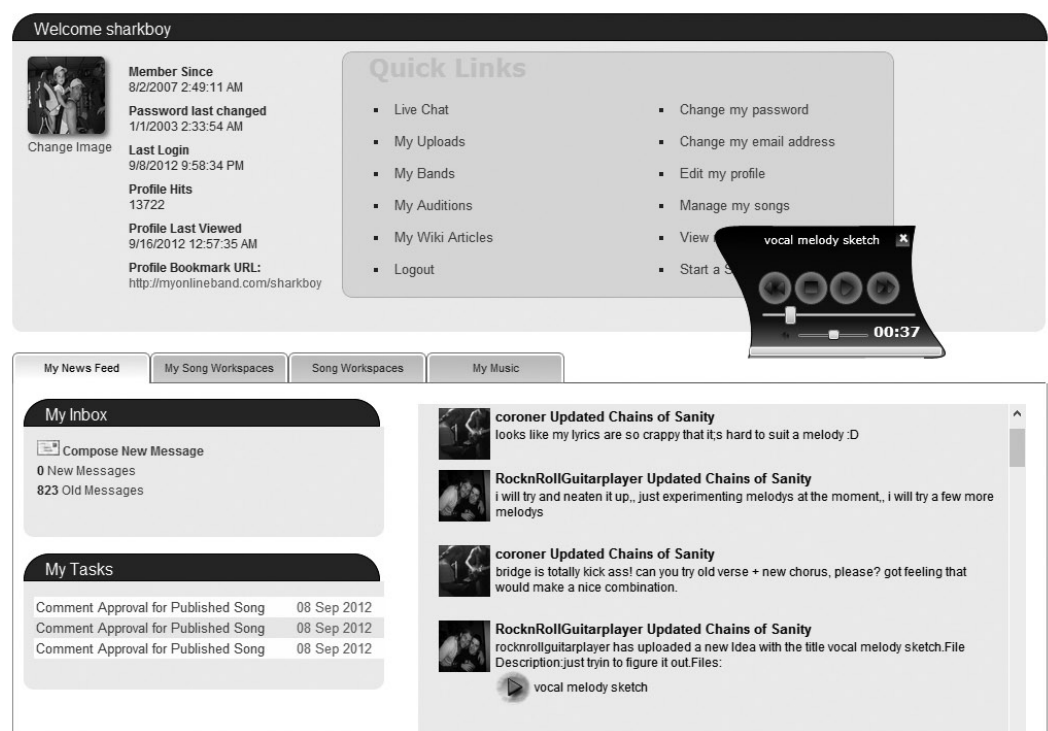 Welcome sharkboy
Change Image
Member Since
8/2/2007 2:49:11 AM
Password last changed
1/1/2003 2:33:54 AM
Last Login
9/8/2012 9:58:34 PM
Profile Hits
13722
Profile Last Viewed
9/16/2012 12:57:35 AM
Profile Bookmark URL:
http://myonlineband.com/sharkboy
Quick Links
Live Chat
My Uploads
My Bands
My Auditions
My Wiki Articles
Logout
Change my password
Change my email address
Edit my profile
Manage my songs
View
Start a
vocal melody sketch
00:37
My News Feed
My Song Workspaces
Song Workspaces
My Music
My Inbox
Compose New Message
0 New Messages
823 Old Messages
My Tasks
Comment Approval for Published Song 08 Sep 2012
Comment Approval for Published Song 08 Sep 2012
Comment Approval for Published Song 08 Sep 2012
coroner Updated Chains of Sanity
looks like my lyrics are so crappy that it;s hard to suit a melody :D
RocknRollGuitarplayer Updated Chains of Sanity
i will try and neaten it up,, just experimenting melodys at the moment,, i will try a few more
melodys
coroner Updated Chains of Sanity
bridge is totally kick ass! can you try old verse + new chorus, please? got feeling that
would make a nice combination.
RocknRollGuitarplayer Updated Chains of Sanity
rocknrollguitarplayer has uploaded a new Idea with the title vocal melody sketch.File
Description:just tryin to figure it out.Files:
vocal melody sketch